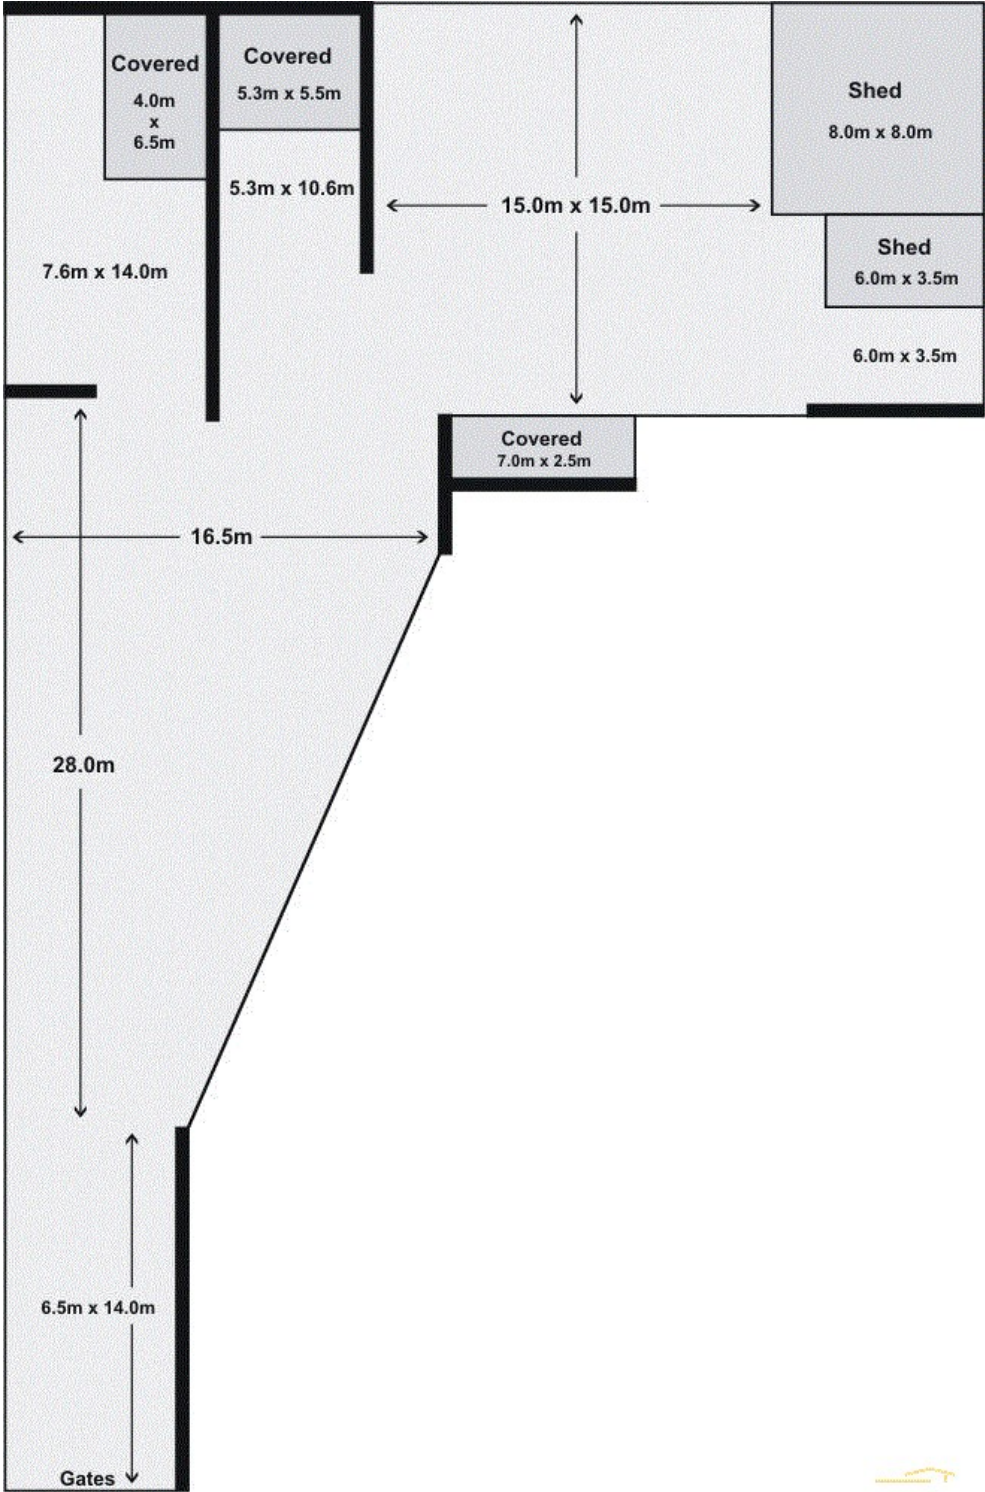 Covered
4.0m
x
6.5m
Covered
5.3m x 5.5m
5.3m x 10.6m
7.6m x 14.0m
15.0m x 15.0m
Shed
8.0m x 8.0m
Shed
6.0m x 3.5m
6.0m x 3.5m
Covered
7.0m x 2.5m
16.5m
28.0m
6.5m x 14.0m
Gates